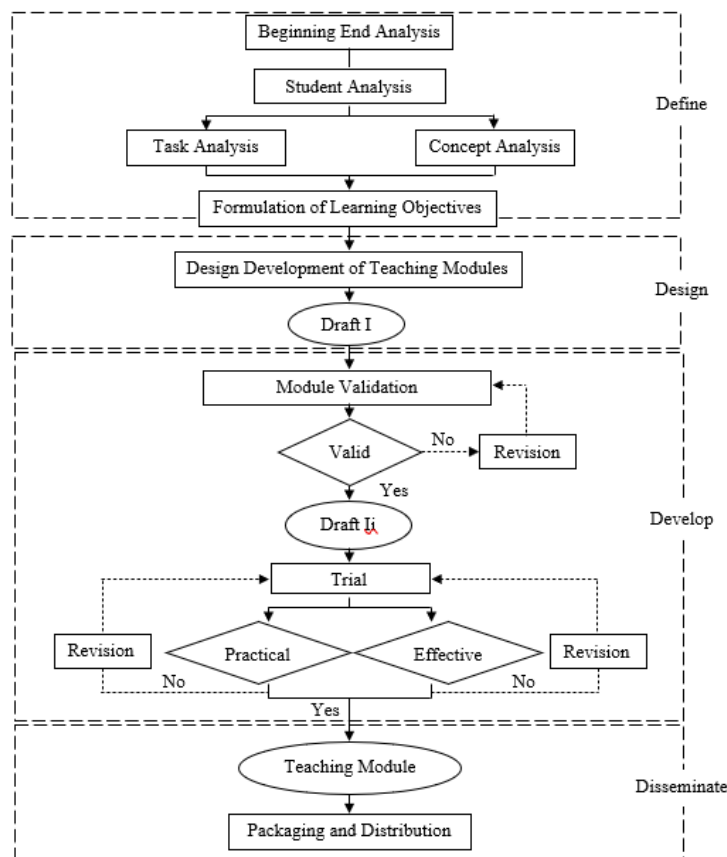 Beginning End Analysis
Student Analysis
Define
Task Analysis
Concept Analysis
Formulation of Learning Objectives
Design Development of Teaching Modules
Design
Draft I
Module Validation
No
Valid
Revision
Yes
Draft Ii
Develop
Trial
Revision
Practical
Effective
Revision
No
No
Yes
Teaching Module
Disseminate
Packaging and Distribution